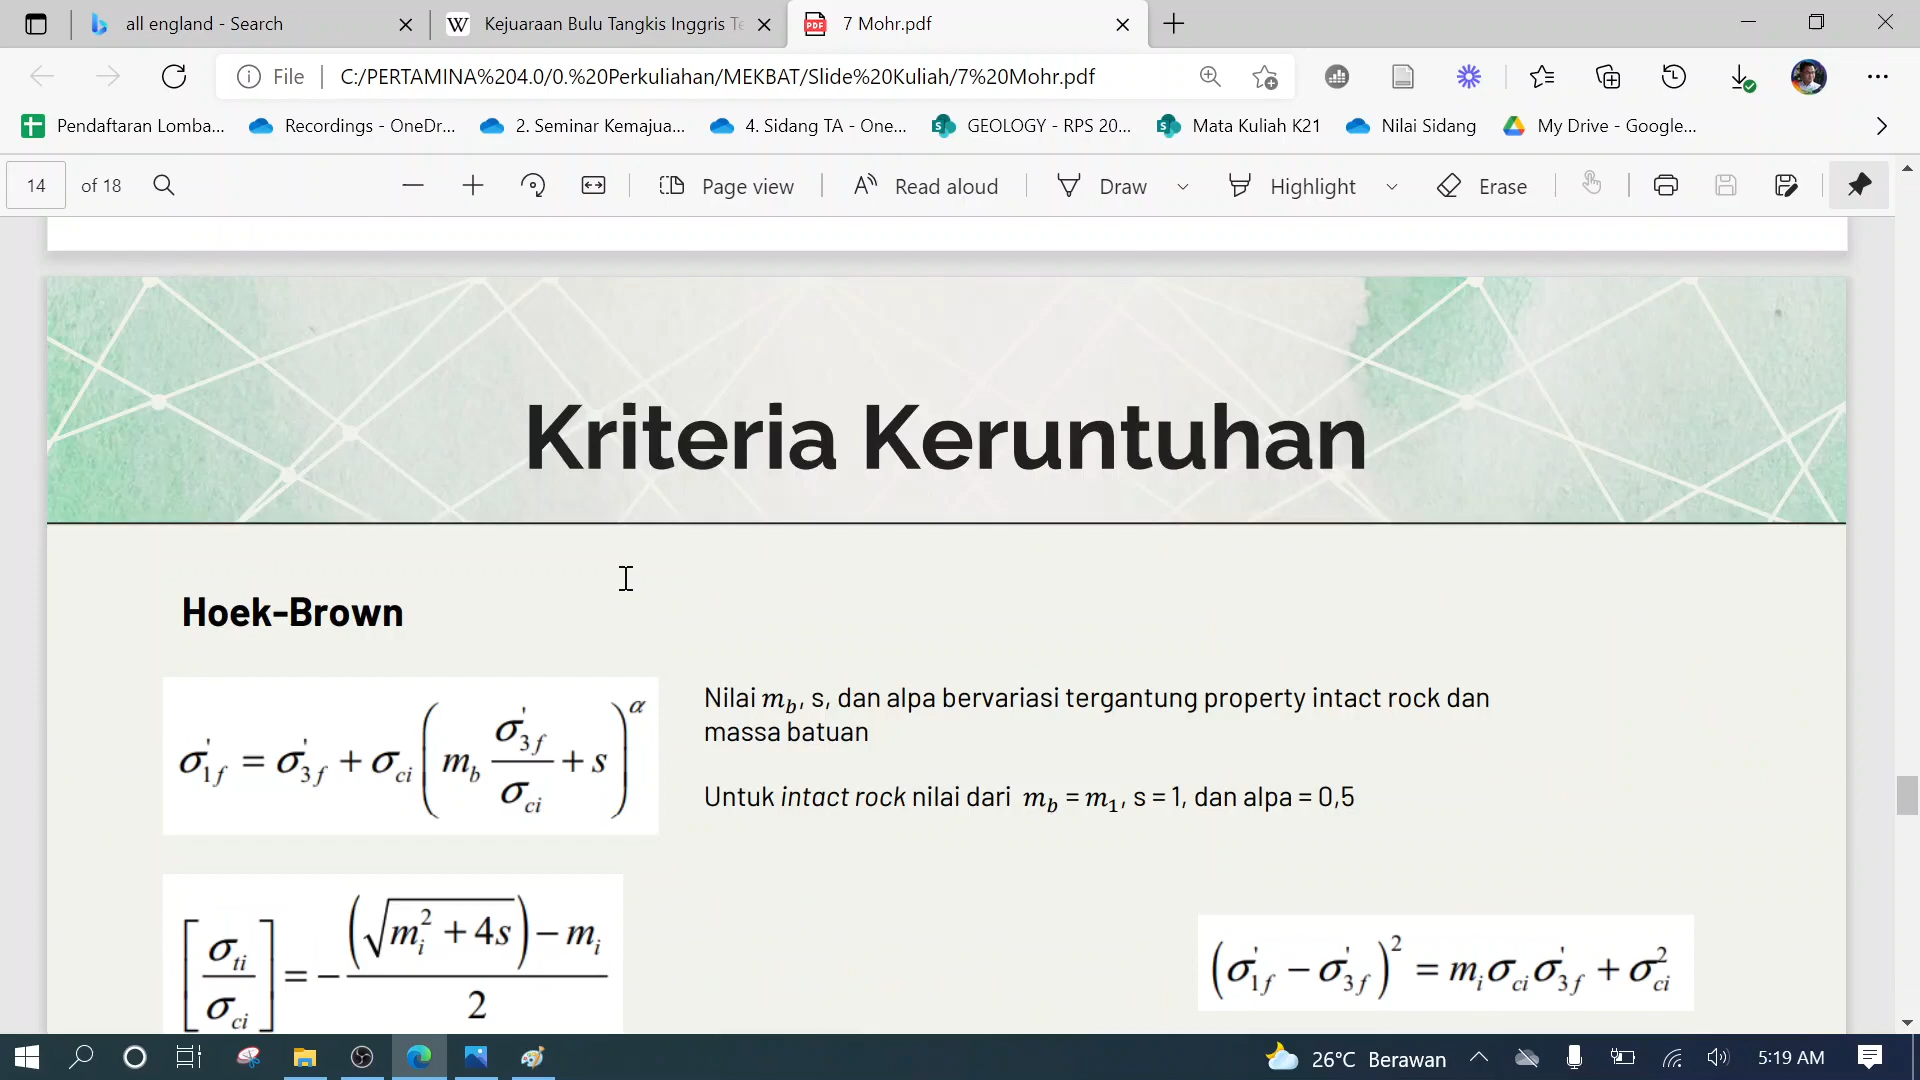 all england - Search
Kejuaraan Bulu Tangkis Inggris Te
7 Mohr.pdf
File
C:/PERTAMINA%204.0/0.%20Perkuliahan/MEKBAT/Slide%20Kuliah/7%20Mohr.pdf
Pendaftaran Lomba...
Recordings - OneDr...
2. Seminar Kemajua...
4. Sidang TA - One...
GEOLOGY - RPS 20...
Mata Kuliah K21
Nilai Sidang
My Drive - Google...
14 of 18
Page view
Read aloud
Draw
Highlight
Erase
Kriteria Keruntuhan
Hoek-Brown
σ'₁f = σ'₃f + σci (mb σ'₃f / σci + s)^α
Nilai mb, s, dan alpa bervariasi tergantung property intact rock dan
massa batuan
Untuk intact rock nilai dari mb = m₁, s = 1, dan alpa = 0,5
[σti / σci] = − ((√(mi² + 4s)) − mi) / 2
(σ'₁f − σ'₃f)² = mi σci σ'₃f + σci²
26°C Berawan
5:19 AM